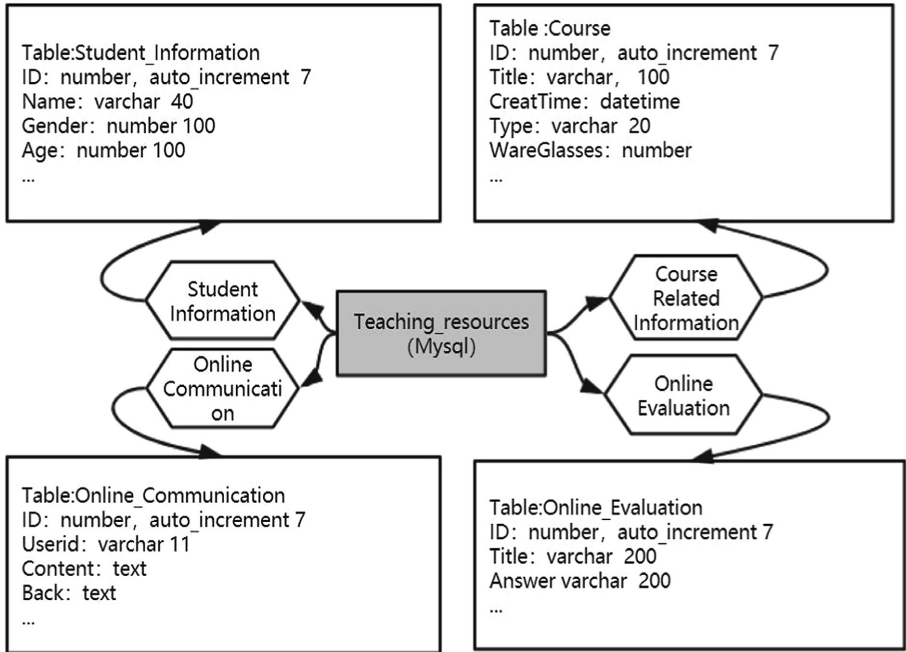 Table:Student_Information
ID：number，auto_increment 7
Name：varchar 40
Gender：number 100
Age：number 100
...
Table :Course
ID：number，auto_increment 7
Title：varchar， 100
CreatTime：datetime
Type：varchar 20
WareGlasses：number
...
Student
Information
Teaching_resources
(Mysql)
Course
Related
Information
Online
Communicati
on
Online
Evaluation
Table:Online_Communication
ID：number，auto_increment 7
Userid：varchar 11
Content：text
Back：text
...
Table:Online_Evaluation
ID：number，auto_increment 7
Title：varchar 200
Answer varchar 200
...